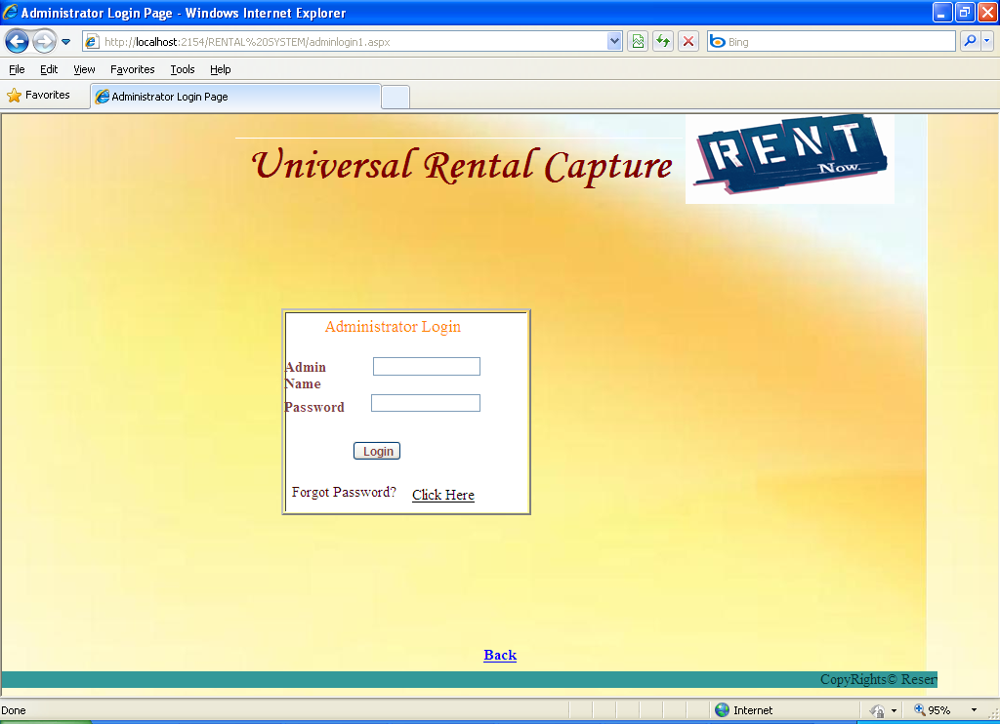 Administrator Login Page - Windows Internet Explorer
http://localhost:2154/RENTAL%20SYSTEM/adminlogin1.aspx
Bing
File Edit View Favorites Tools Help
Favorites
Administrator Login Page
Universal Rental Capture
RENT
Now.
Administrator Login
Admin
Name
Password
Login
Forgot Password? Click Here
Back
CopyRights© Reser
Done
Internet
95%